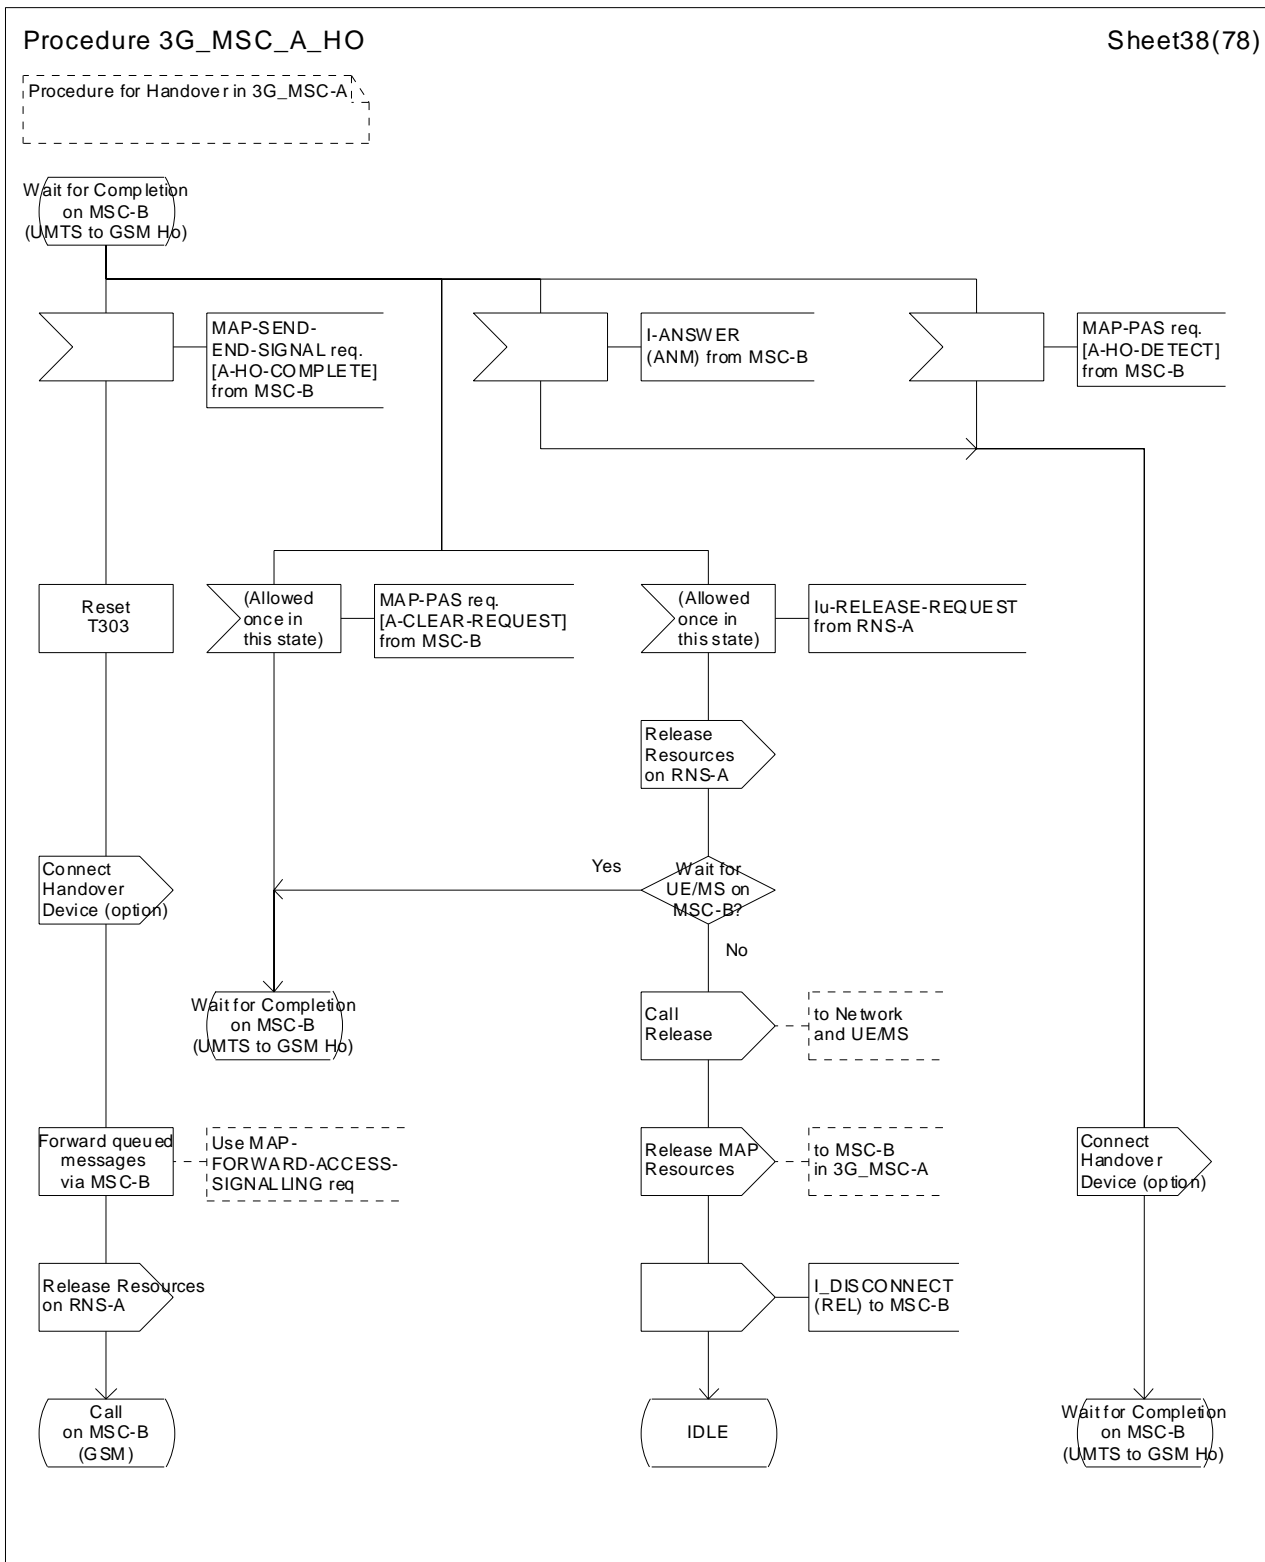 Procedure 3G_MSC_A_HO
Sheet38(78)
Procedure for Handover in 3G_MSC-A
Wait for Completion
on MSC-B
(UMTS to GSM Ho)
MAP-SEND-
END-SIGNAL req.
[A-HO-COMPLETE]
from MSC-B
I-ANSWER
(ANM) from MSC-B
MAP-PAS req.
[A-HO-DETECT]
from MSC-B
Reset
T303
(Allowed
once in
this state)
MAP-PAS req.
[A-CLEAR-REQUEST]
from MSC-B
(Allowed
once in
this state)
Iu-RELEASE-REQUEST
from RNS-A
Release
Resources
on RNS-A
Connect
Handover
Device (option)
Yes
Wait for
UE/MS on
MSC-B?
No
Wait for Completion
on MSC-B
(UMTS to GSM Ho)
Call
Release
to Network
and UE/MS
Forward queued
messages
via MSC-B
Use MAP-
FORWARD-ACCESS-
SIGNALLING req
Release MAP
Resources
to MSC-B
in 3G_MSC-A
Connect
Handover
Device (option)
Release Resources
on RNS-A
I_DISCONNECT
(REL) to MSC-B
Call
on MSC-B
(GSM)
IDLE
Wait for Completion
on MSC-B
(UMTS to GSM Ho)